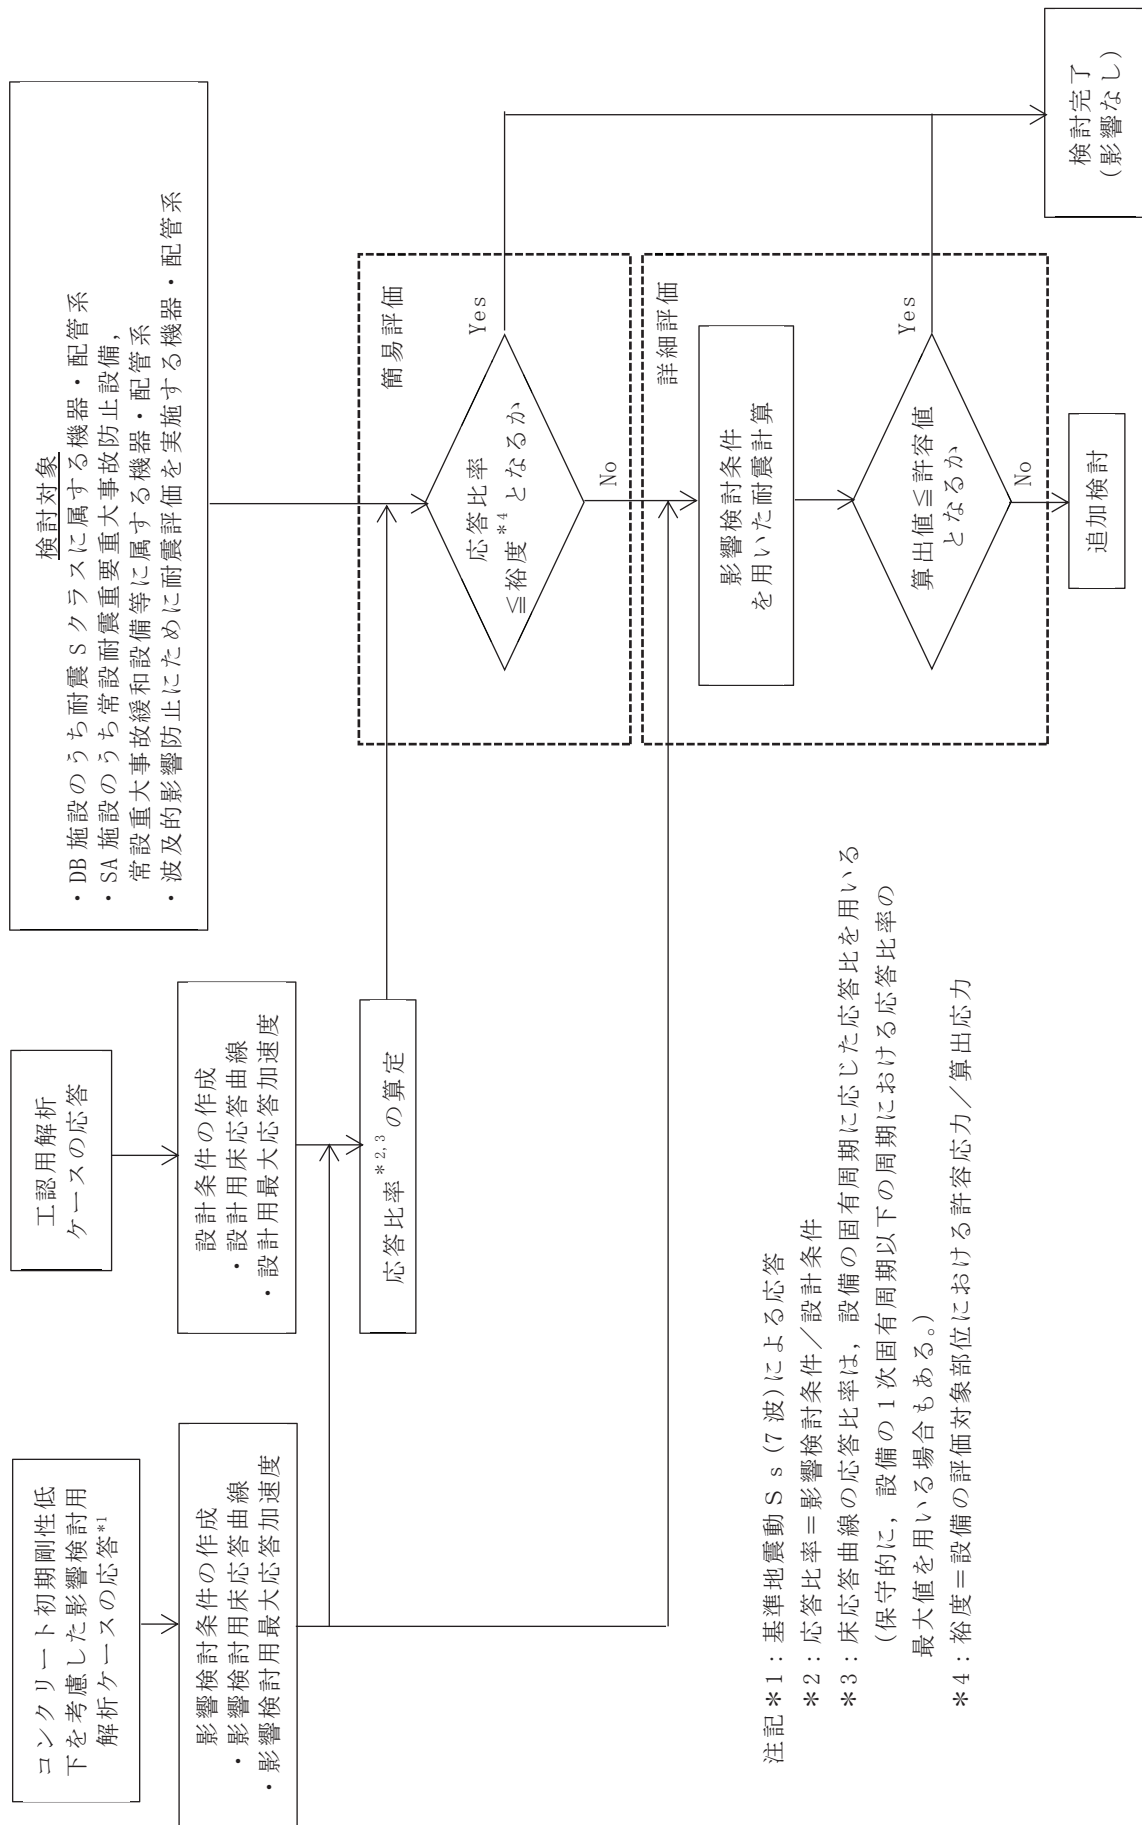 コンクリート初期剛性低
下を考慮した影響検討用
解析ケースの応答*1
影響検討条件の作成
・影響検討用床応答曲線
・影響検討用最大応答加速度
工認用解析
ケースの応答
設計条件の作成
・設計用床応答曲線
・設計用最大応答加速度
応答比率*2,3 の算定
検討対象
・DB 施設のうち耐震 S クラスに属する機器・配管系
・SA 施設のうち常設耐震重要重大事故防止設備,
常設重大事故緩和設備等に属する機器・配管系
・波及的影響防止にために耐震評価を実施する機器・配管系
簡易評価
応答比率
≦裕度*4 となるか
Yes
No
詳細評価
影響検討条件
を用いた耐震計算
算出値≦許容値
となるか
Yes
No
追加検討
検討完了
(影響なし)
注記*1：基準地震動Ｓｓ(7 波)による応答
*2：応答比率＝影響検討条件／設計条件
*3：床応答曲線の応答比率は，設備の固有周期に応じた応答比を用いる
(保守的に，設備の 1 次固有周期以下の周期における応答比率の
最大値を用いる場合もある。)
*4：裕度＝設備の評価対象部位における許容応力／算出応力